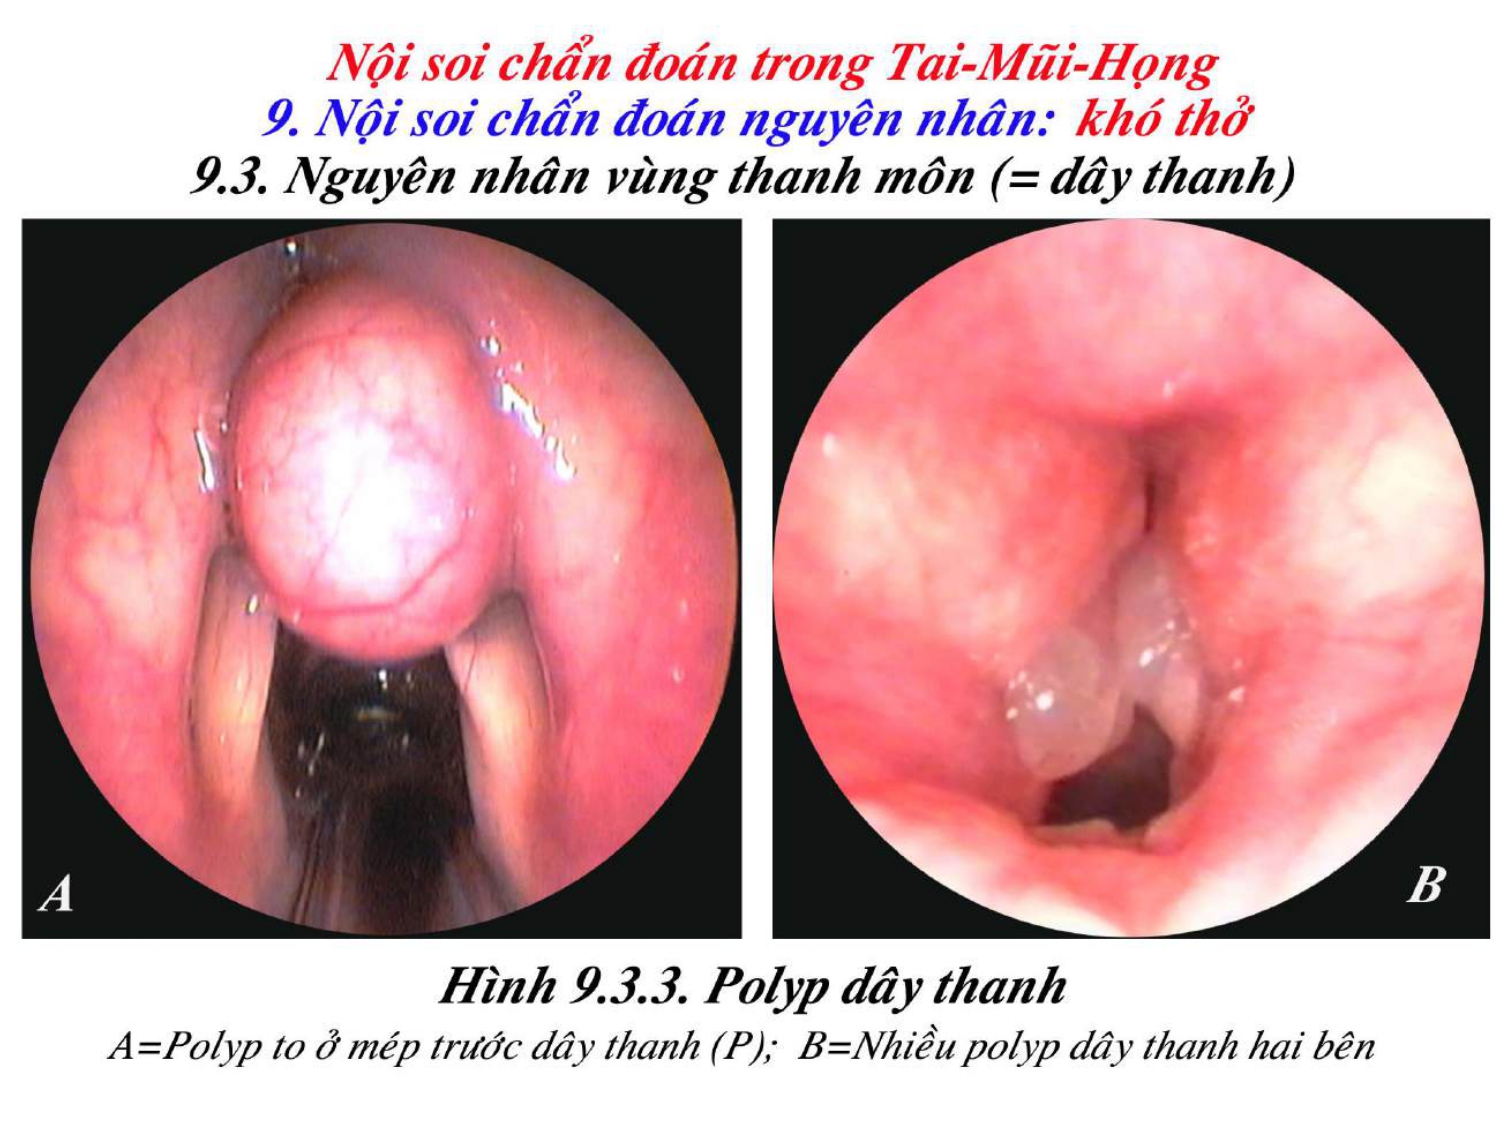 Nội soi chẩn đoán trong Tai-Mũi-Họng
9. Nội soi chẩn đoán nguyên nhân: khó thở
9.3. Nguyên nhân vùng thanh môn (= dây thanh)
A
B
Hình 9.3.3. Polyp dây thanh
A=Polyp to ở mép trước dây thanh (P); B=Nhiều polyp dây thanh hai bên